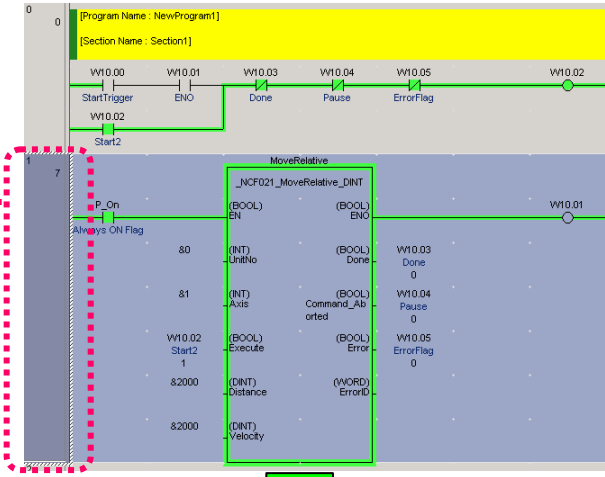 0
0
[Program Name : NewProgram1]
[Section Name : Section1]
W10.00 W10.01 W10.03 W10.04 W10.05 W10.02
StartTrigger ENO Done Pause ErrorFlag
W10.02
Start2
1
7
MoveRelative
_NCF021_MoveRelative_DINT
P_On (BOOL) (BOOL) W10.01
EN ENO
Always ON Flag
&0 (INT) (BOOL) W10.03
UnitNo Done Done
0
&1 (INT) (BOOL) W10.04
Axis Command_Ab Pause
orted 0
W10.02 (BOOL) (BOOL) W10.05
Start2 Execute Error ErrorFlag
1 0
&2000 (DINT) (WORD)
Distance ErrorID
&2000 (DINT)
Velocity